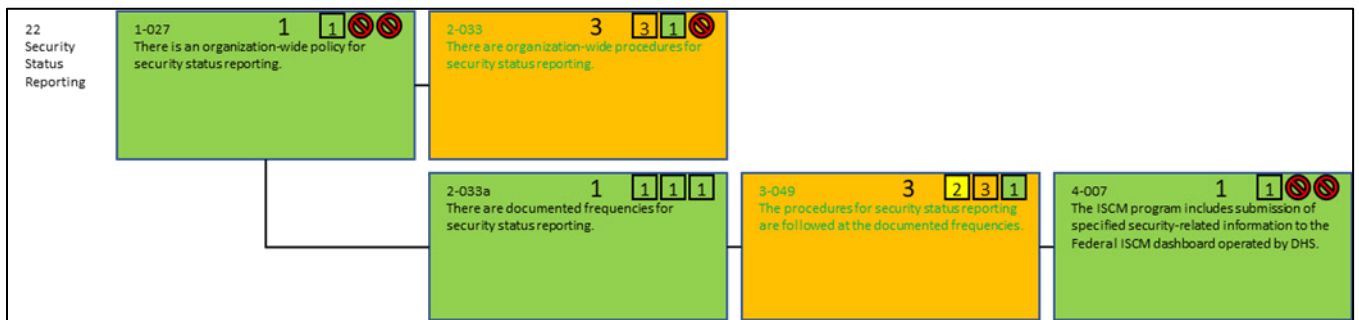 22
Security
Status
Reporting
1-027 1 1
There is an organization-wide policy for
security status reporting.
2-033 3 3 1
There are organization-wide procedures for
security status reporting.
2-033a 1 1 1 1
There are documented frequencies for
security status reporting.
3-049 3 2 3 1
The procedures for security status reporting
are followed at the documented frequencies.
4-007 1 1
The ISCM program includes submission of
specified security-related information to the
Federal ISCM dashboard operated by DHS.